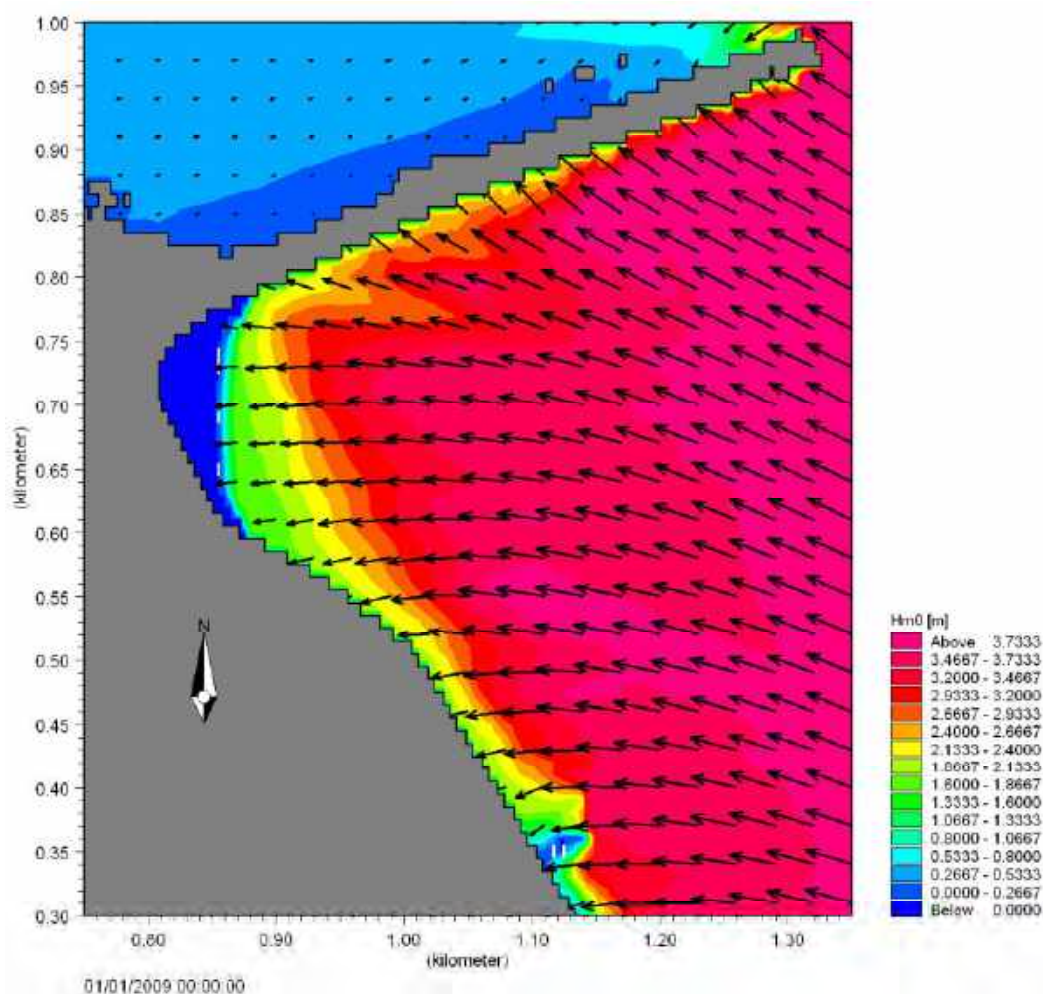 1.00
0.95
0.90
0.85
0.80
0.75
0.70
0.65
0.60
0.55
0.50
0.45
0.40
0.35
0.30
(kilometer)
N
0.80 0.90 1.00 1.10 1.20 1.30
(kilometer)
01/01/2009 00:00:00
Hm0 [m]
Above 3.7333
3.4667 - 3.7333
3.2000 - 3.4667
2.9333 - 3.2000
2.6667 - 2.9333
2.4000 - 2.6667
2.1333 - 2.4000
1.8667 - 2.1333
1.6000 - 1.8667
1.3333 - 1.6000
1.0667 - 1.3333
0.8000 - 1.0667
0.5333 - 0.8000
0.2667 - 0.5333
0.0000 - 0.2667
Below 0.0000